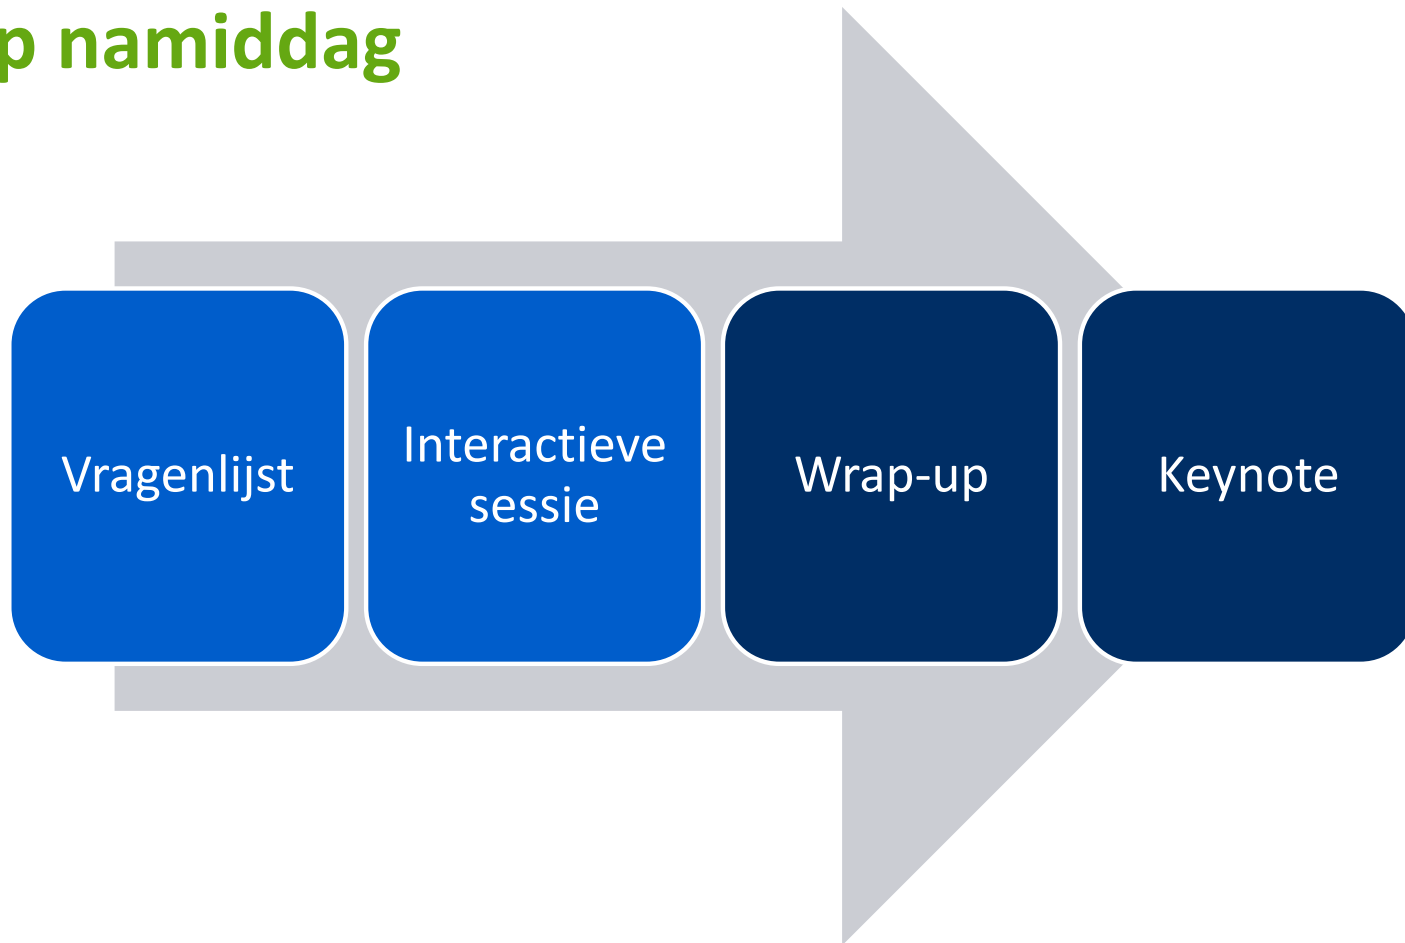 p namiddag
Vragenlijst
Interactieve
sessie
Wrap-up
Keynote